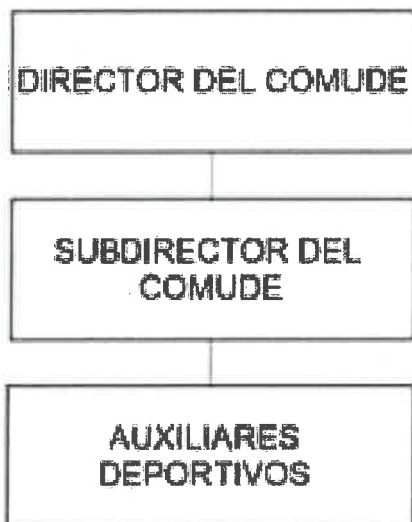 DIRECTOR DEL COMUDE
SUBDIRECTOR DEL
COMUDE
AUXILIARES
DEPORTIVOS